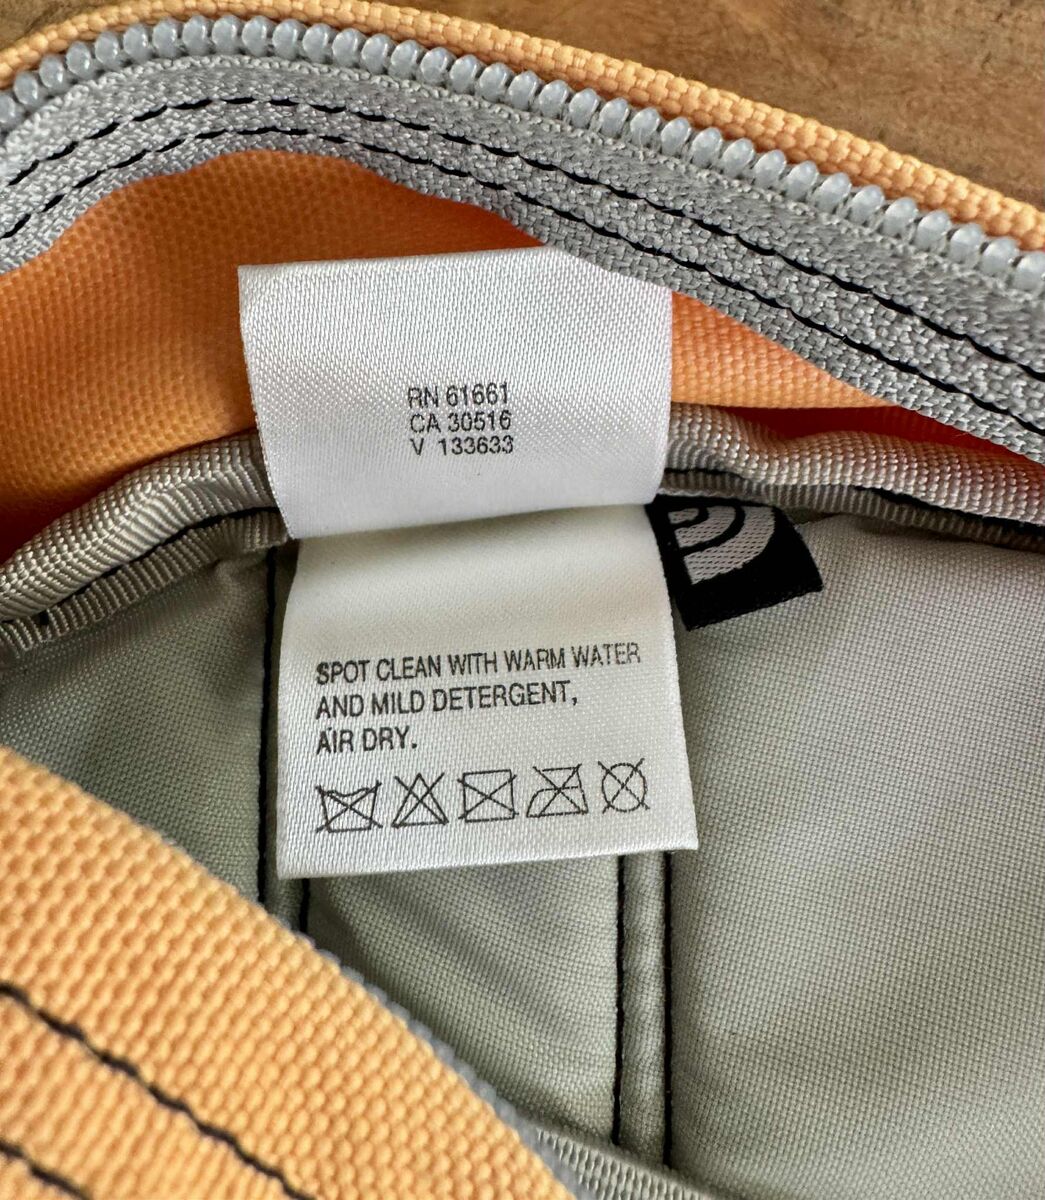 RN 61661
CA 30516
V 133633
SPOT CLEAN WITH WARM WATER
AND MILD DETERGENT,
AIR DRY.